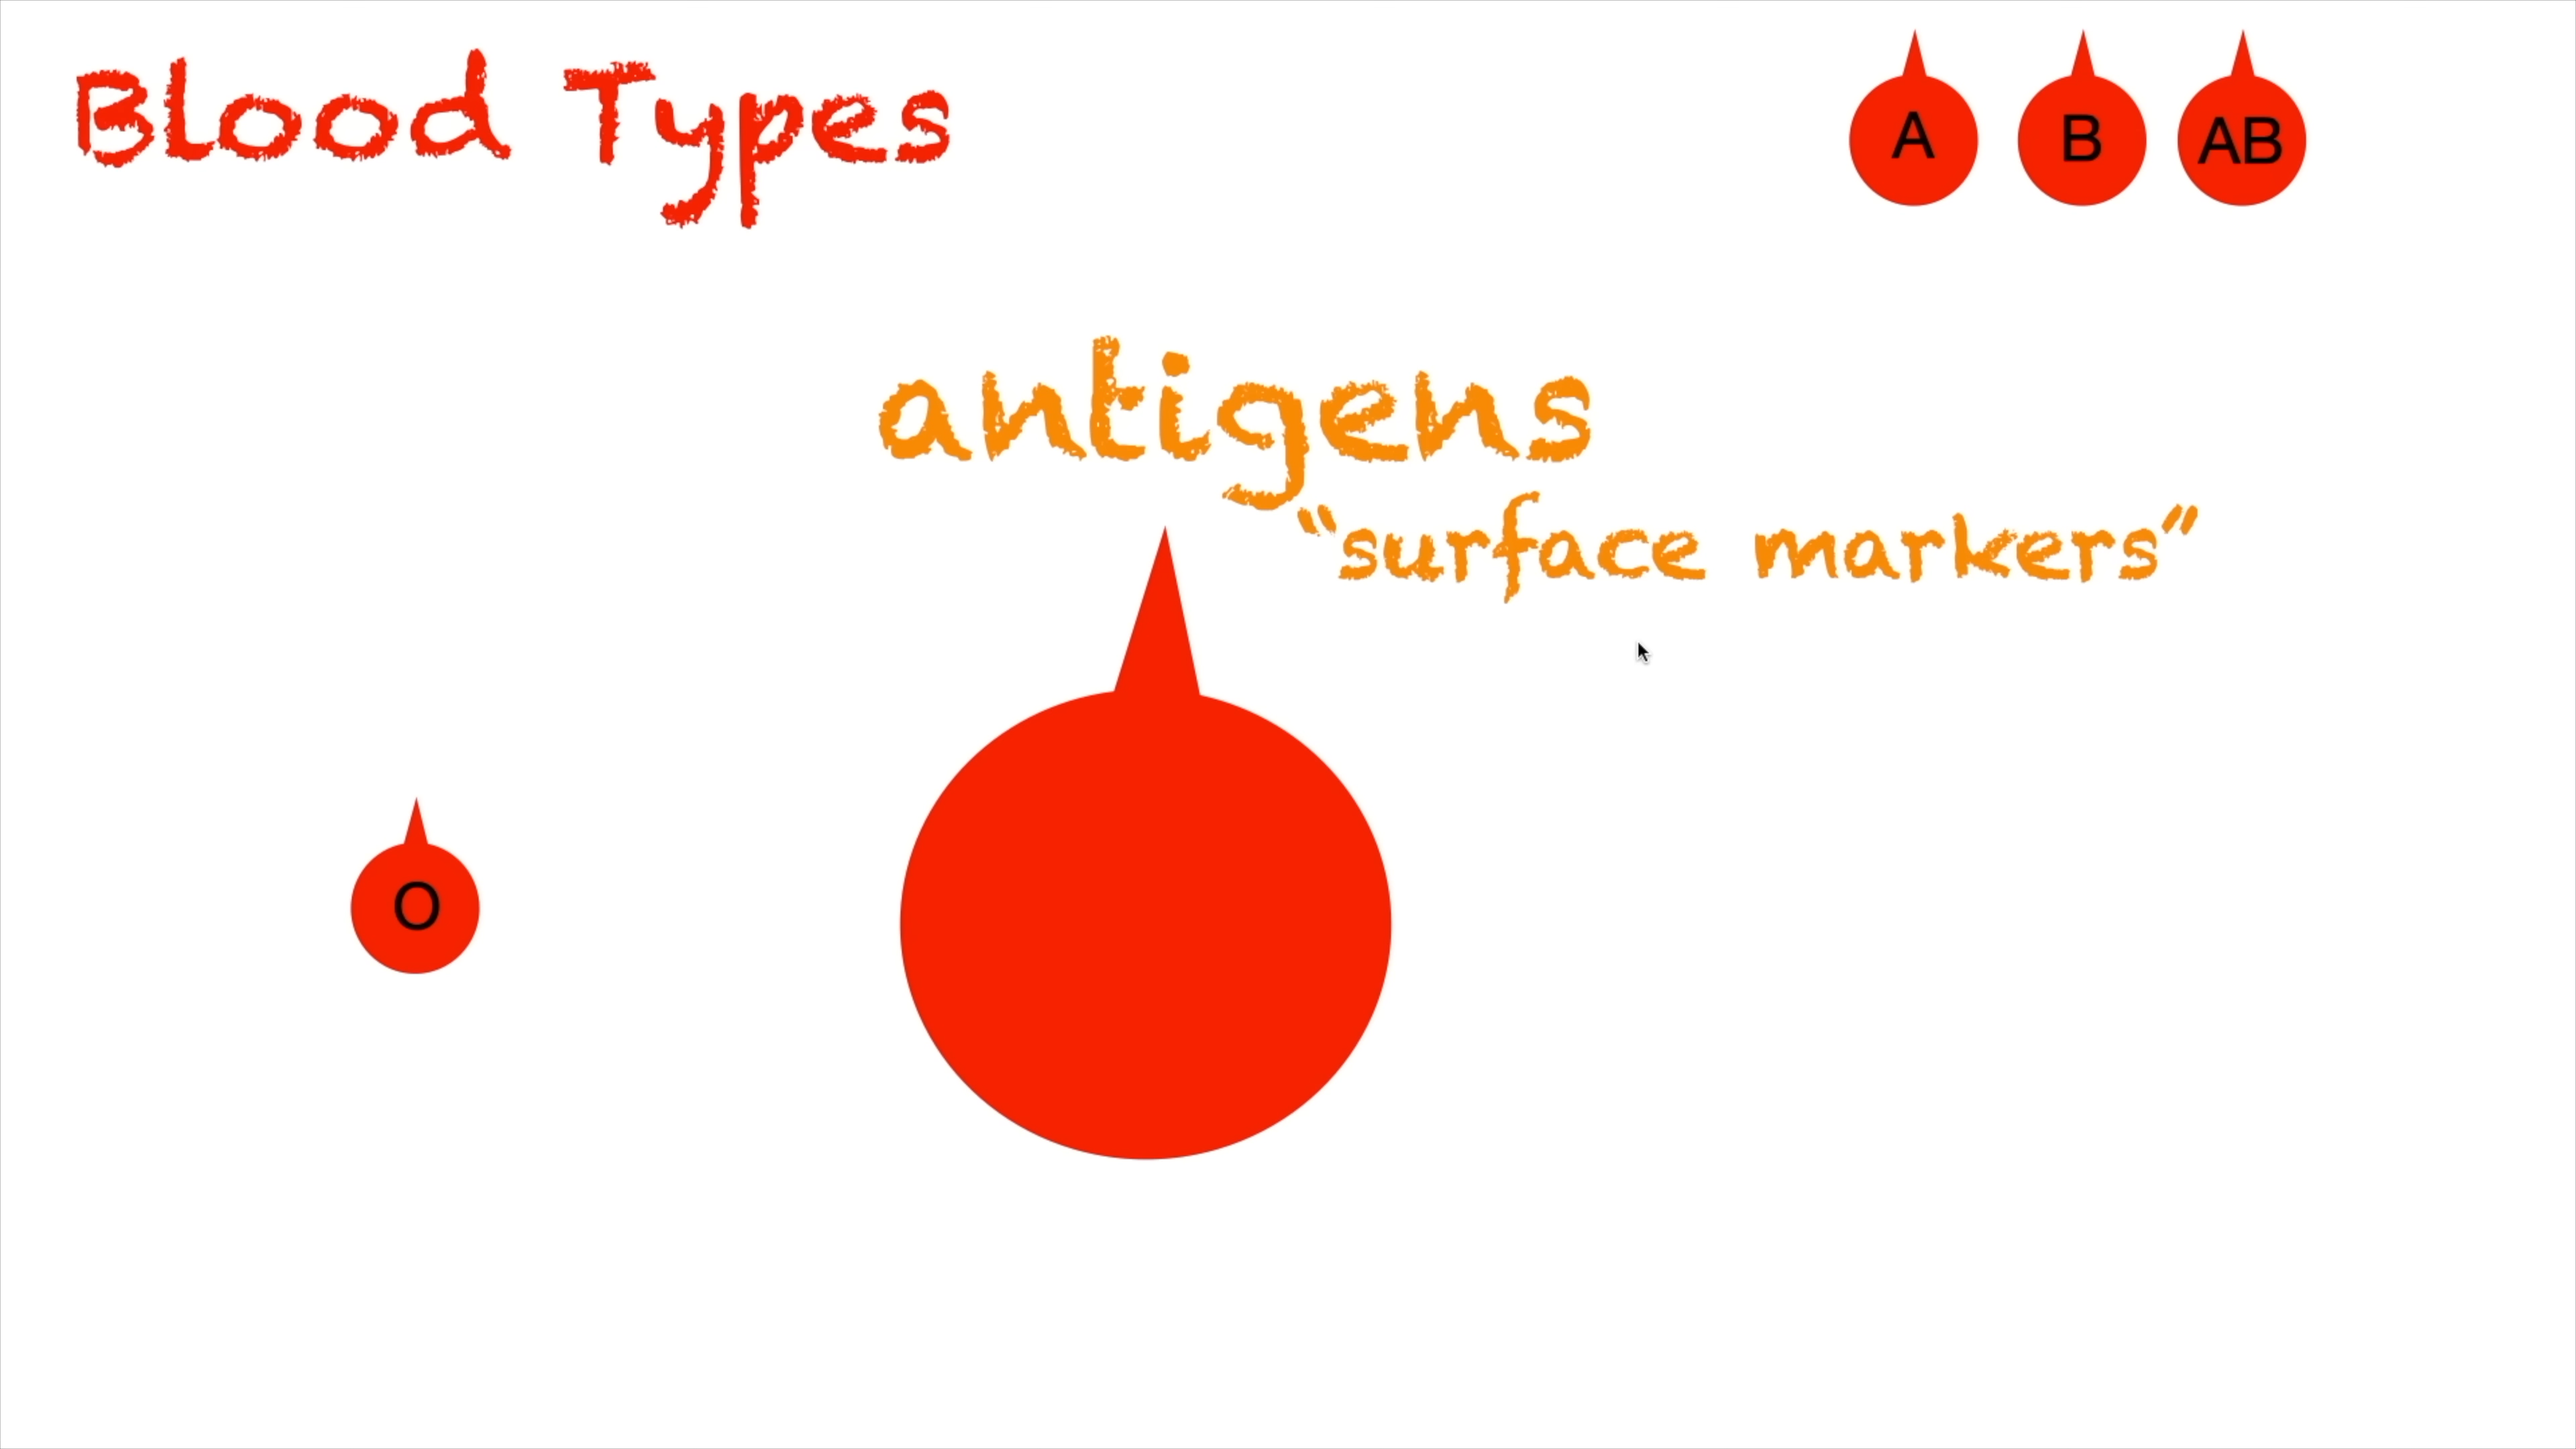 Blood Types
A B AB
antigens
“surface markers”
O